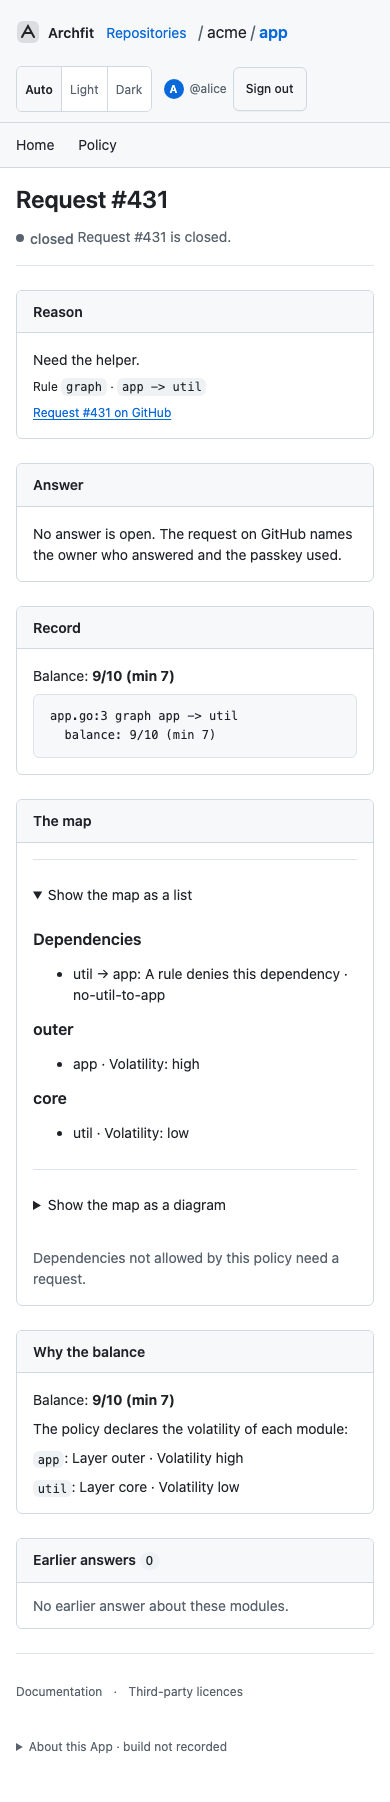 Archfit Repositories / acme / app
Auto Light Dark A @alice Sign out
Home Policy
Request #431
closed Request #431 is closed.
Reason
Need the helper.
Rule graph · app -> util
Request #431 on GitHub
Answer
No answer is open. The request on GitHub names
the owner who answered and the passkey used.
Record
Balance: 9/10 (min 7)
app.go:3 graph app -> util
balance: 9/10 (min 7)
The map
▼ Show the map as a list
Dependencies
• util → app: A rule denies this dependency ·
no-util-to-app
outer
• app · Volatility: high
core
• util · Volatility: low
▶ Show the map as a diagram
Dependencies not allowed by this policy need a
request.
Why the balance
Balance: 9/10 (min 7)
The policy declares the volatility of each module:
app: Layer outer · Volatility high
util: Layer core · Volatility low
Earlier answers 0
No earlier answer about these modules.
Documentation · Third-party licences
▶ About this App · build not recorded